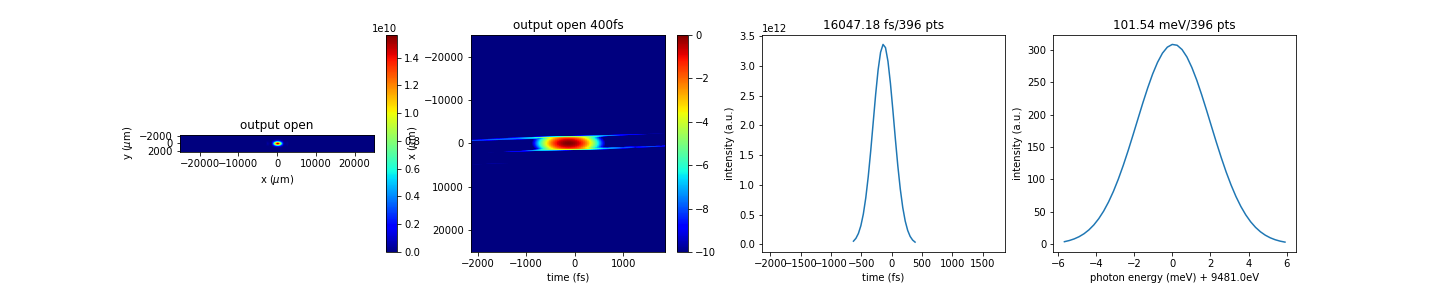 output open
1e10
y (μm)
−2000
0
2000
−20000 −10000 0 10000 20000
x (μm)
1.4
1.2
1.0
0.8
0.6
0.4
0.2
0.0
output open 400fs
x (μm)
−20000
−10000
0
10000
20000
−2000 −1000 0 1000
time (fs)
0
−2
−4
−6
−8
−10
16047.18 fs/396 pts
1e12
intensity (a.u.)
3.5
3.0
2.5
2.0
1.5
1.0
0.5
0.0
−2000 −1500 −1000 −500 0 500 1000 1500
time (fs)
101.54 meV/396 pts
intensity (a.u.)
300
250
200
150
100
50
0
−6 −4 −2 0 2 4 6
photon energy (meV) + 9481.0eV